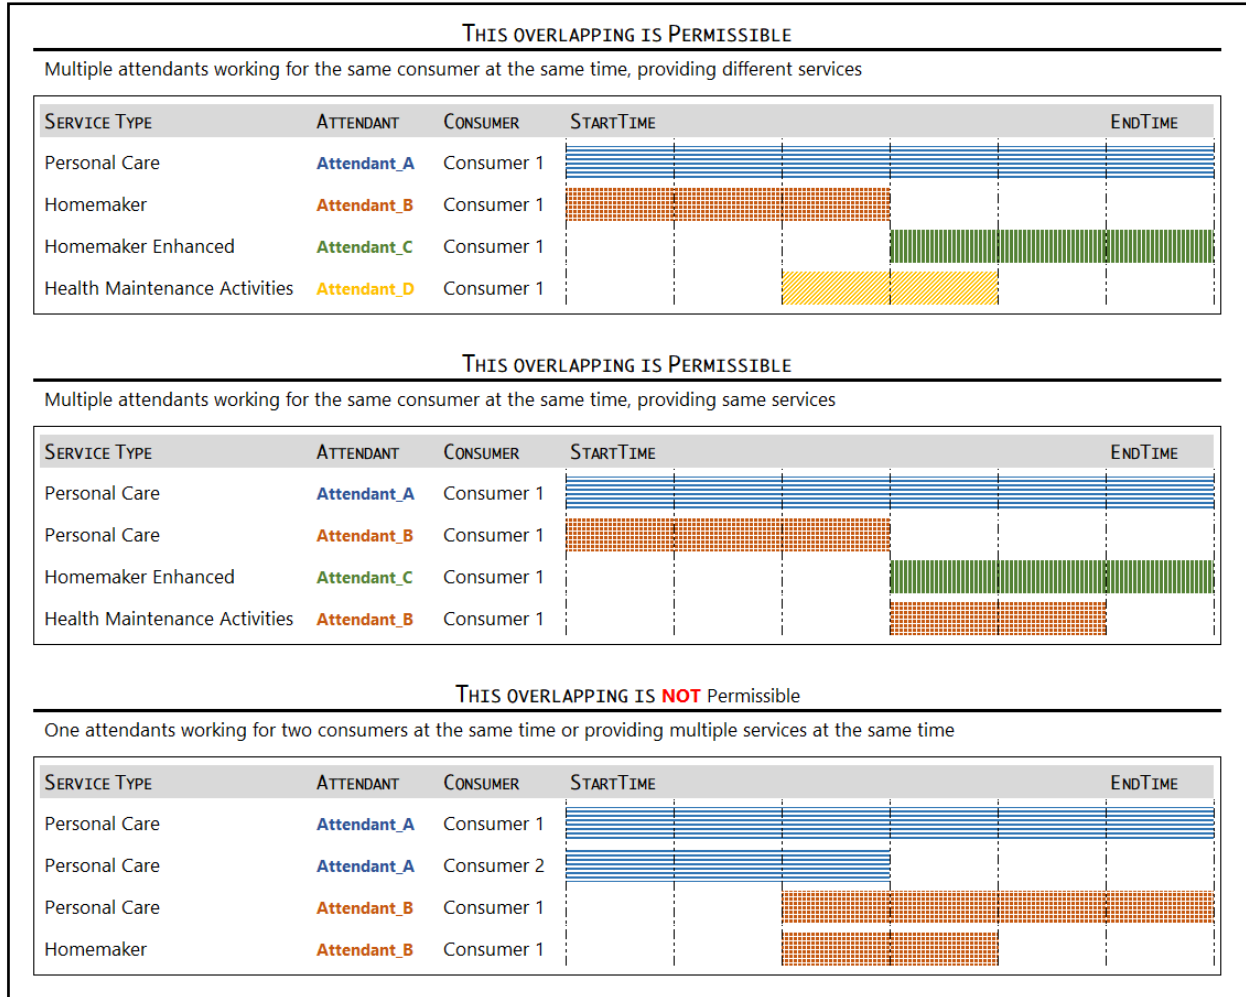 This overlapping is Permissible
Multiple attendants working for the same consumer at the same time, providing different services
Service Type Attendant Consumer StartTime EndTime
Personal Care Attendant_A Consumer 1
Homemaker Attendant_B Consumer 1
Homemaker Enhanced Attendant_C Consumer 1
Health Maintenance Activities Attendant_D Consumer 1
This overlapping is Permissible
Multiple attendants working for the same consumer at the same time, providing same services
Service Type Attendant Consumer StartTime EndTime
Personal Care Attendant_A Consumer 1
Personal Care Attendant_B Consumer 1
Homemaker Enhanced Attendant_C Consumer 1
Health Maintenance Activities Attendant_B Consumer 1
This overlapping is NOT Permissible
One attendants working for two consumers at the same time or providing multiple services at the same time
Service Type Attendant Consumer StartTime EndTime
Personal Care Attendant_A Consumer 1
Personal Care Attendant_A Consumer 2
Personal Care Attendant_B Consumer 1
Homemaker Attendant_B Consumer 1